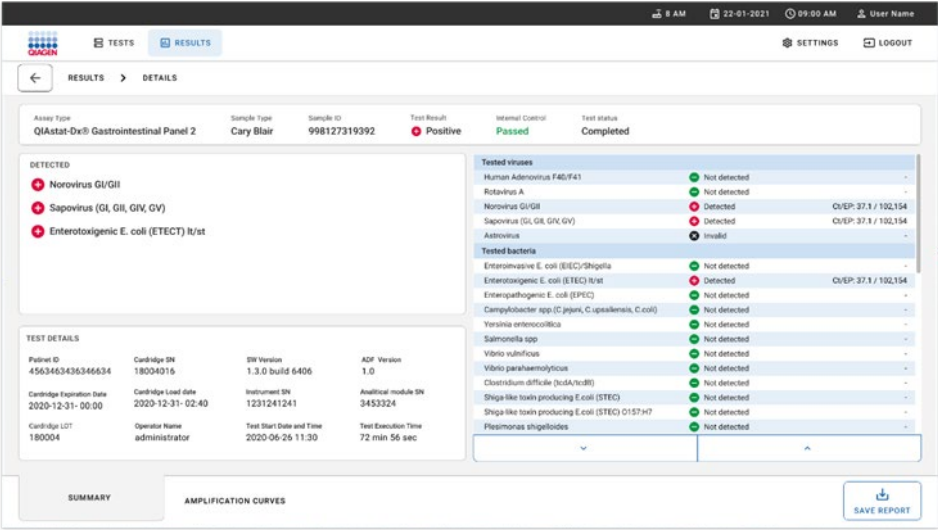 8 AM 22-01-2021 09:00 AM User Name
QIAGEN TESTS RESULTS SETTINGS LOGOUT
RESULTS > DETAILS
Assay Type Sample Type Sample ID Test Result Internal Control Test status
QIAstat-Dx® Gastrointestinal Panel 2 Cary Blair 998127319392 Positive Passed Completed
DETECTED
Norovirus GI/GII
Sapovirus (GI, GII, GIV, GV)
Enterotoxigenic E. coli (ETECT) lt/st
TEST DETAILS
Patinet ID Cardridge SN SW Version ADF Version
4563463436346634 18004016 1.3.0 build 6406 1.0
Cardridge Expiration Date Cardridge Load date Instrument SN Analitical module SN
2020-12-31- 00:00 2020-12-31- 02:40 1231241241 3453324
Cardridge LOT Operator Name Test Start Date and Time Test Execution Time
180004 administrator 2020-06-26 11:30 72 min 56 sec
Tested viruses
Human Adenovirus F40/F41 Not detected -
Rotavirus A Not detected -
Norovirus GI/GII Detected Ct/EP: 37.1 / 102,154
Sapovirus (GI, GII, GIV, GV) Detected Ct/EP: 37.1 / 102,154
Astrovirus Invalid -
Tested bacteria
Enteroinvasive E. coli (EIEC)/Shigella Not detected -
Enterotoxigenic E. coli (ETEC) lt/st Detected Ct/EP: 37.1 / 102,154
Enteropathogenic E. coli (EPEC) Not detected -
Campylobacter spp.(C.jejuni, C.upsaliensis, C.coli) Not detected -
Yersinia enterocolitica Not detected -
Salmonella spp Not detected -
Vibrio vulnificus Not detected -
Vibrio parahaemolyticus Not detected -
Clostridium difficile (tcdA/tcdB) Not detected -
Shiga-like toxin producing E.coli (STEC) Not detected -
Shiga-like toxin producing E.coli (STEC) O157:H7 Not detected -
Plesimonas shigelloides Not detected -
SUMMARY AMPLIFICATION CURVES SAVE REPORT